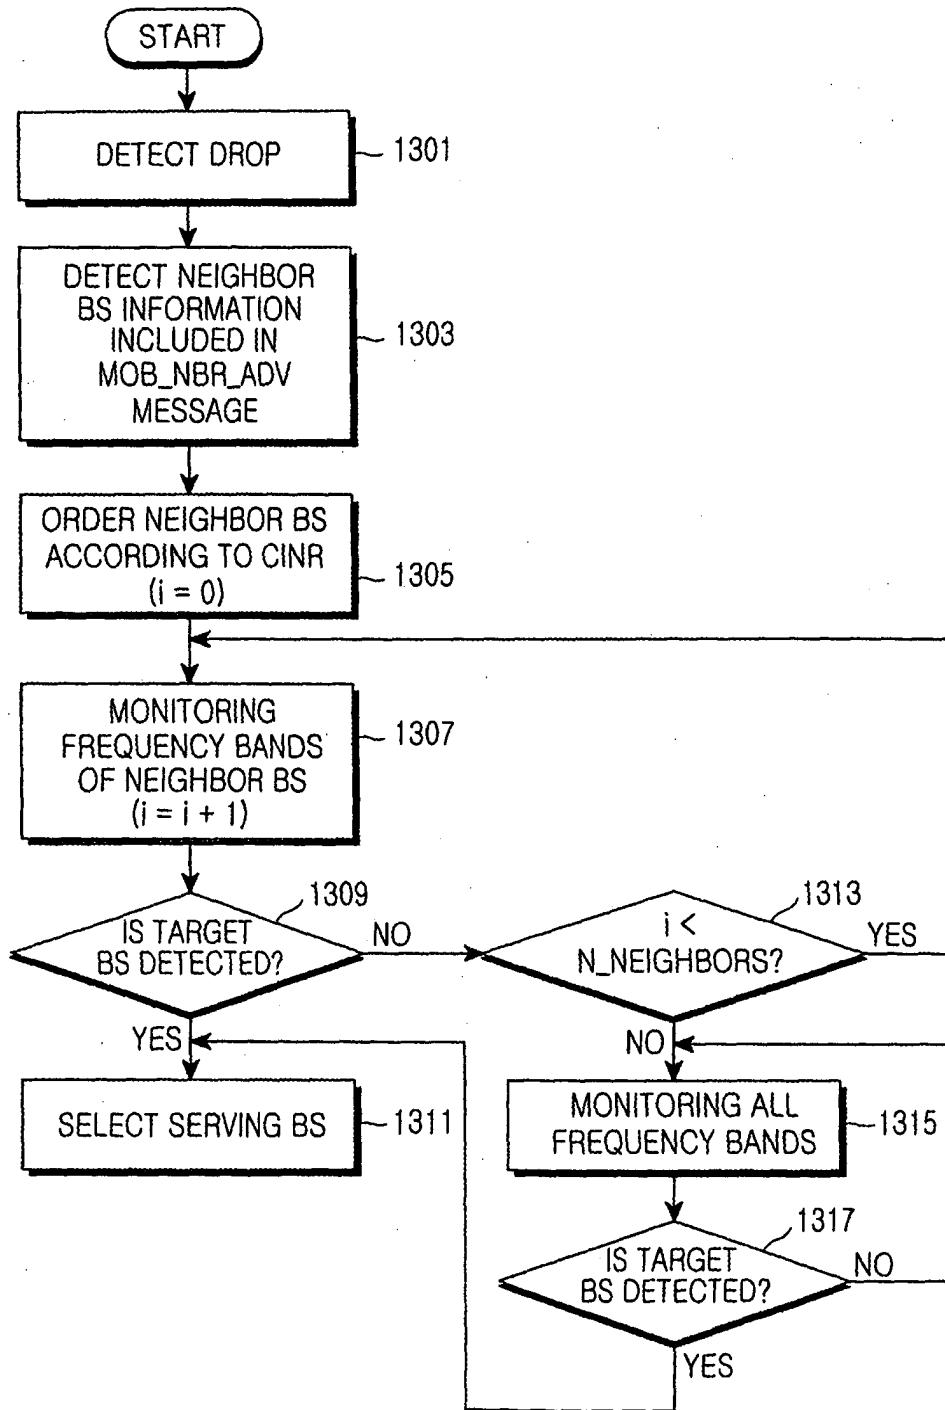 START
DETECT DROP
1301
DETECT NEIGHBOR
BS INFORMATION
INCLUDED IN
MOB_NBR_ADV
MESSAGE
1303
ORDER NEIGHBOR BS
ACCORDING TO CINR
(i = 0)
1305
MONITORING
FREQUENCY BANDS
OF NEIGHBOR BS
(i = i + 1)
1307
IS TARGET
BS DETECTED?
1309
NO
YES
i <
N_NEIGHBORS?
1313
YES
NO
SELECT SERVING BS
1311
MONITORING ALL
FREQUENCY BANDS
1315
IS TARGET
BS DETECTED?
1317
NO
YES